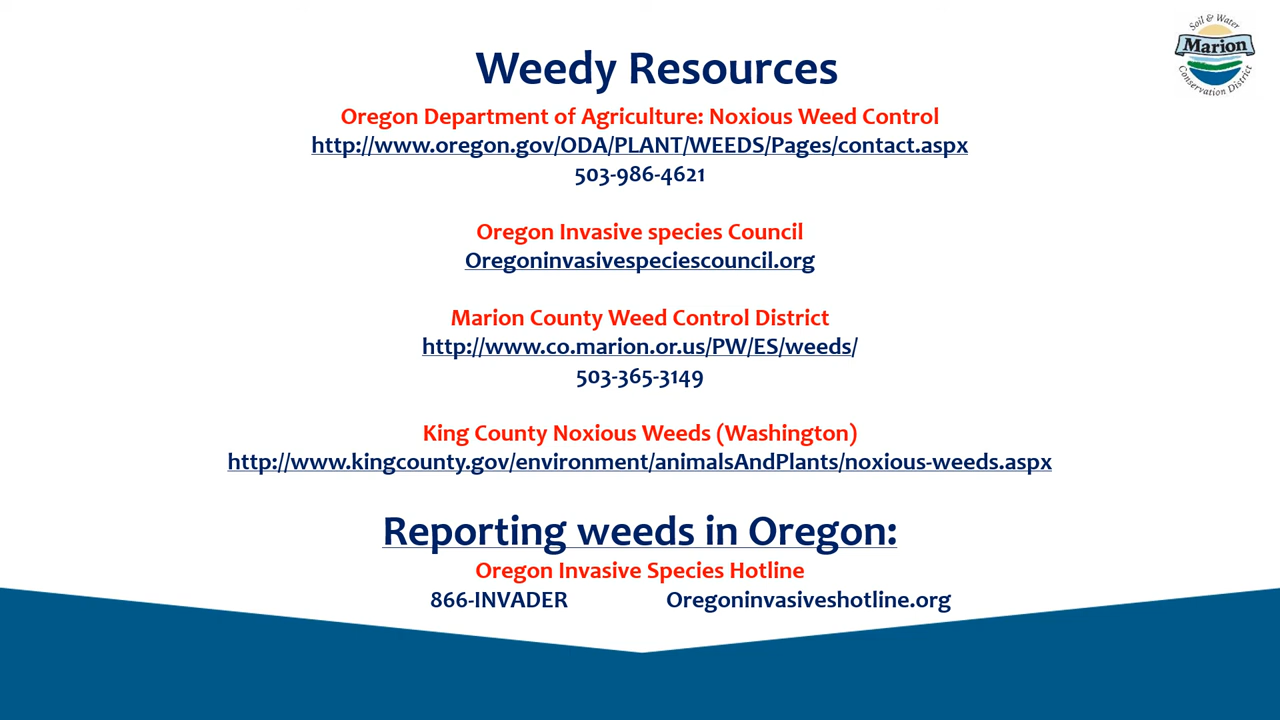 Soil & Water
Marion
Conservation District
Weedy Resources
Oregon Department of Agriculture: Noxious Weed Control
http://www.oregon.gov/ODA/PLANT/WEEDS/Pages/contact.aspx
503-986-4621
Oregon Invasive species Council
Oregoninvasivespeciescouncil.org
Marion County Weed Control District
http://www.co.marion.or.us/PW/ES/weeds/
503-365-3149
King County Noxious Weeds (Washington)
http://www.kingcounty.gov/environment/animalsAndPlants/noxious-weeds.aspx
Reporting weeds in Oregon:
Oregon Invasive Species Hotline
866-INVADER Oregoninvasiveshotline.org